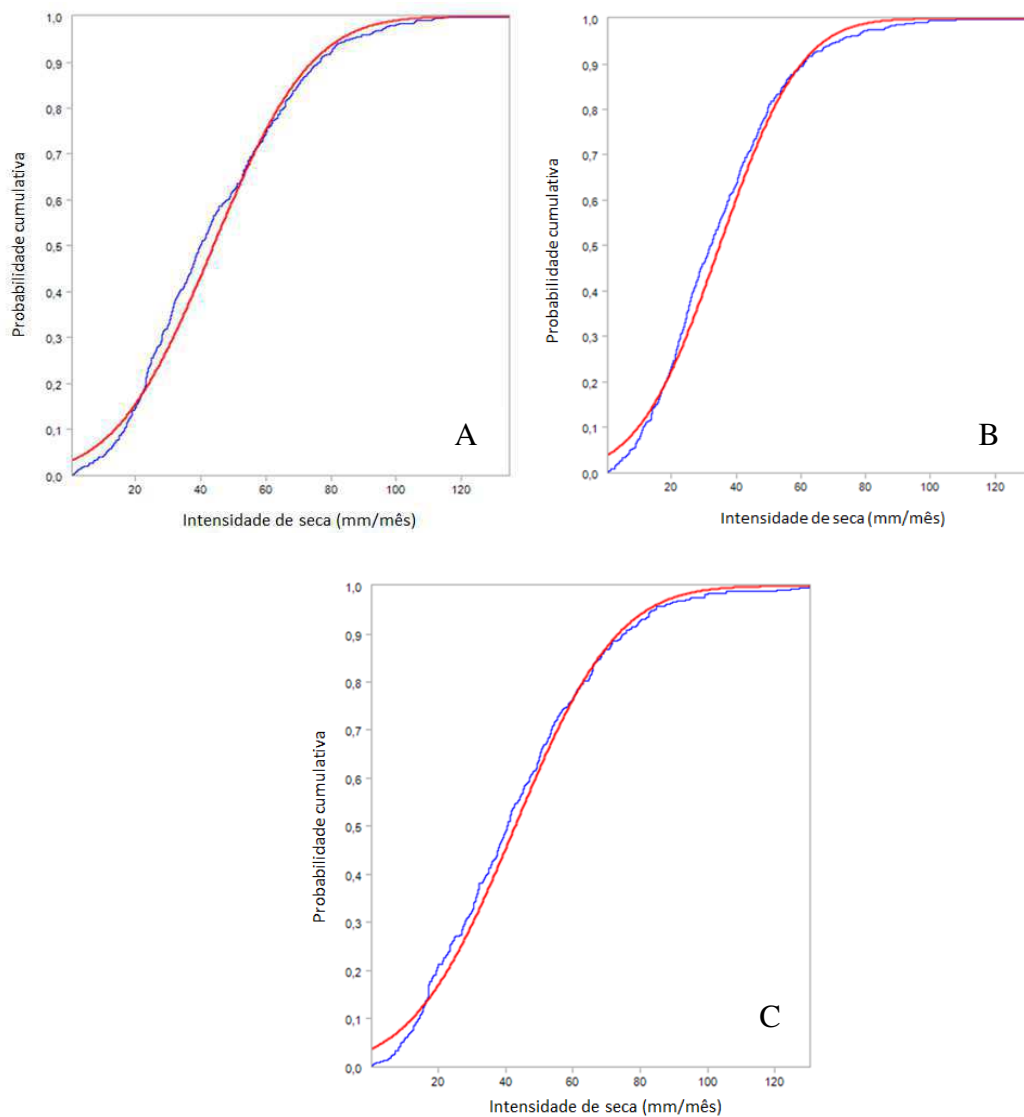 1,0
0,9
0,8
0,7
0,6
0,5
0,4
0,3
0,2
0,1
0,0
Probabilidade cumulativa
20 40 60 80 100 120
Intensidade de seca (mm/mês)
A
1,0
0,9
0,8
0,7
0,6
0,5
0,4
0,3
0,2
0,1
0,0
Probabilidade cumulativa
20 40 60 80 100 120
Intensidade de seca (mm/mês)
B
1,0
0,9
0,8
0,7
0,6
0,5
0,4
0,3
0,2
0,1
0,0
Probabilidade cumulativa
20 40 60 80 100 120
Intensidade de seca (mm/mês)
C